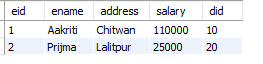 eid ename address salary did
1 Aakriti Chitwan 110000 10
2 Prijma Lalitpur 25000 20